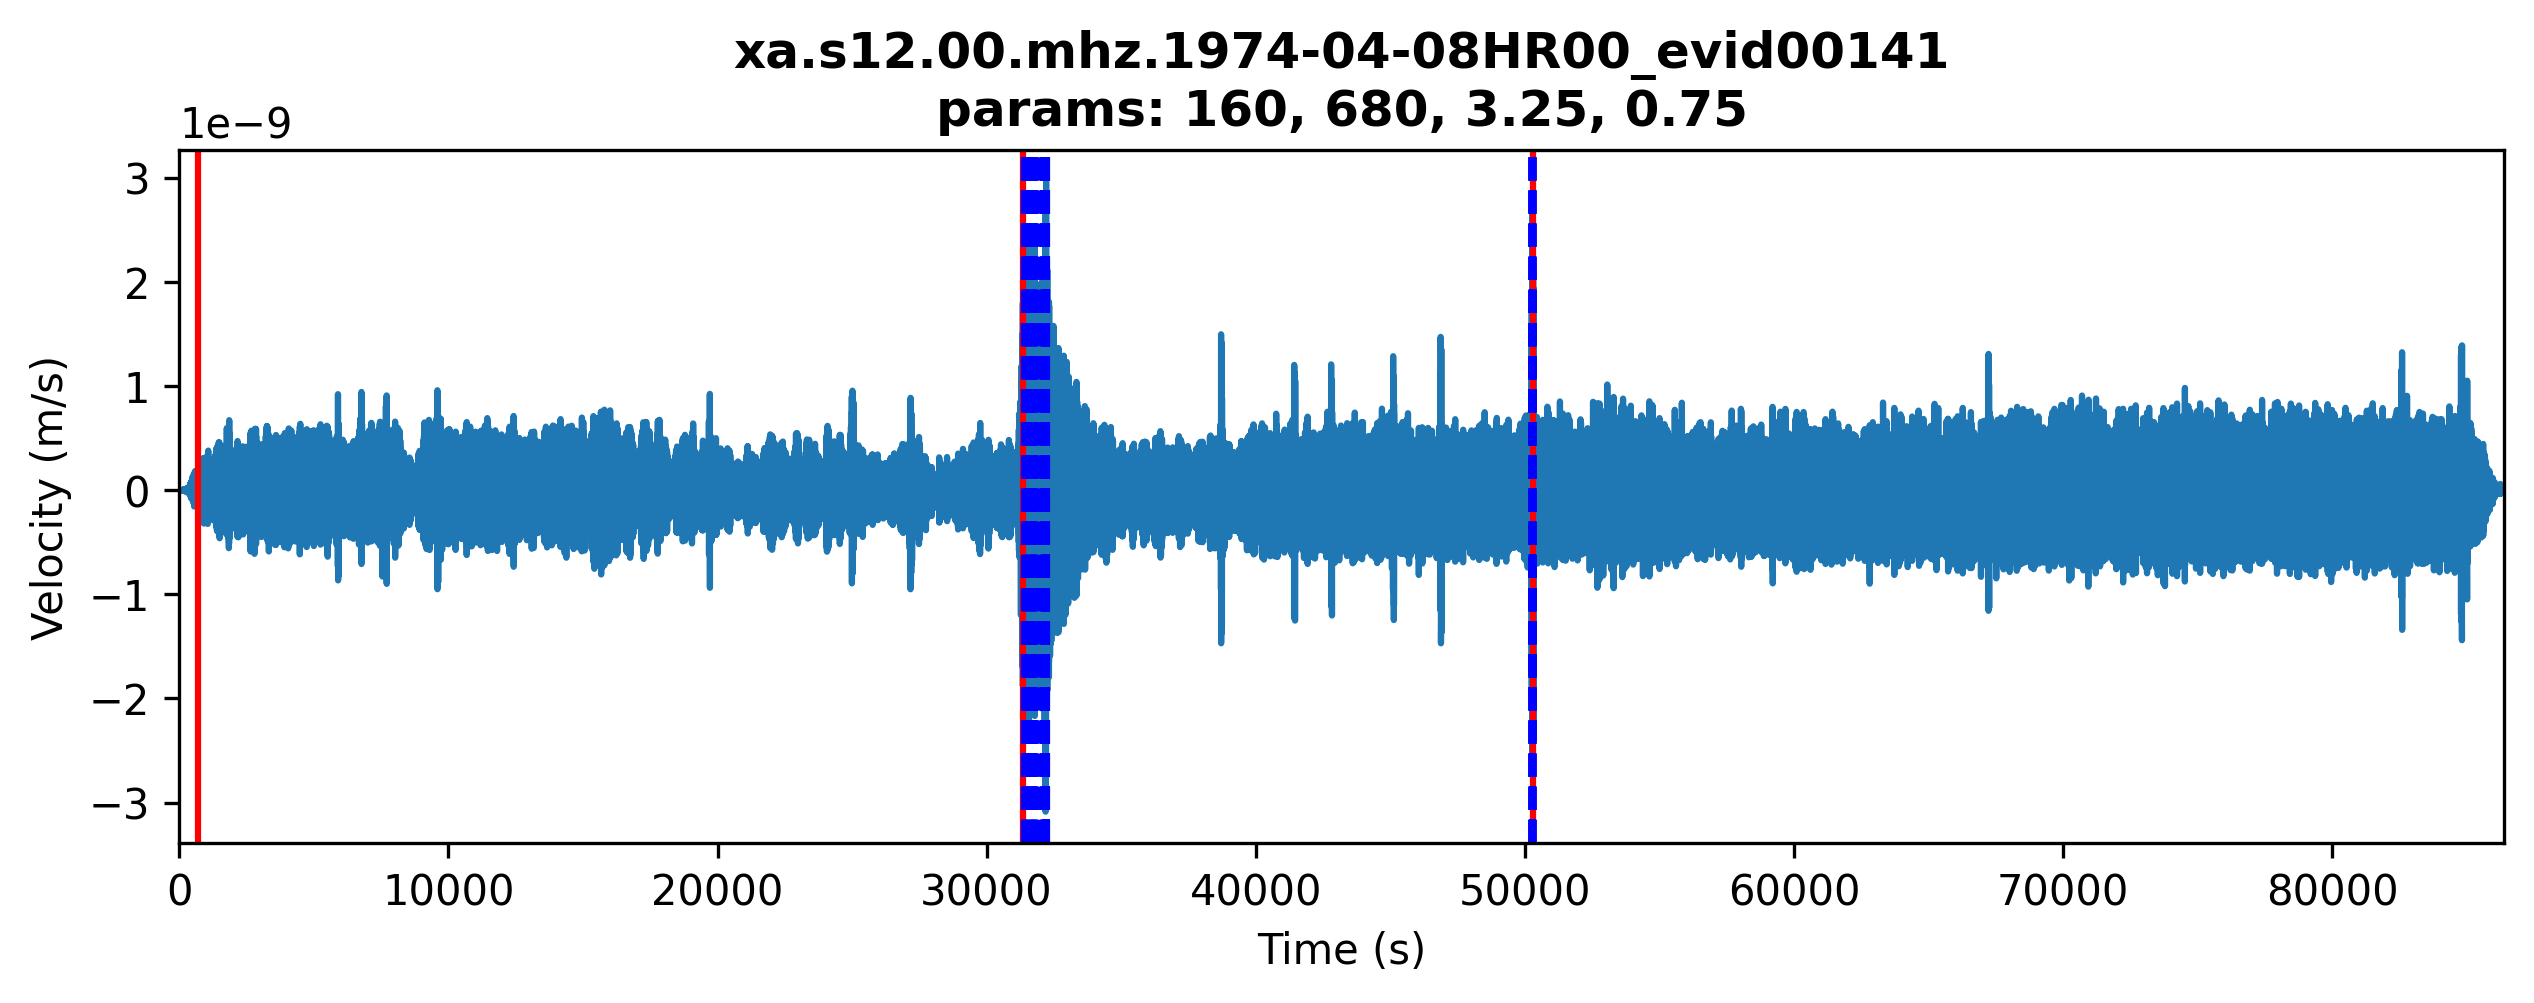 xa.s12.00.mhz.1974-04-08HR00_evid00141
params: 160, 680, 3.25, 0.75
1e−9
3
2
1
0
−1
−2
−3
Velocity (m/s)
0 10000 20000 30000 40000 50000 60000 70000 80000
Time (s)